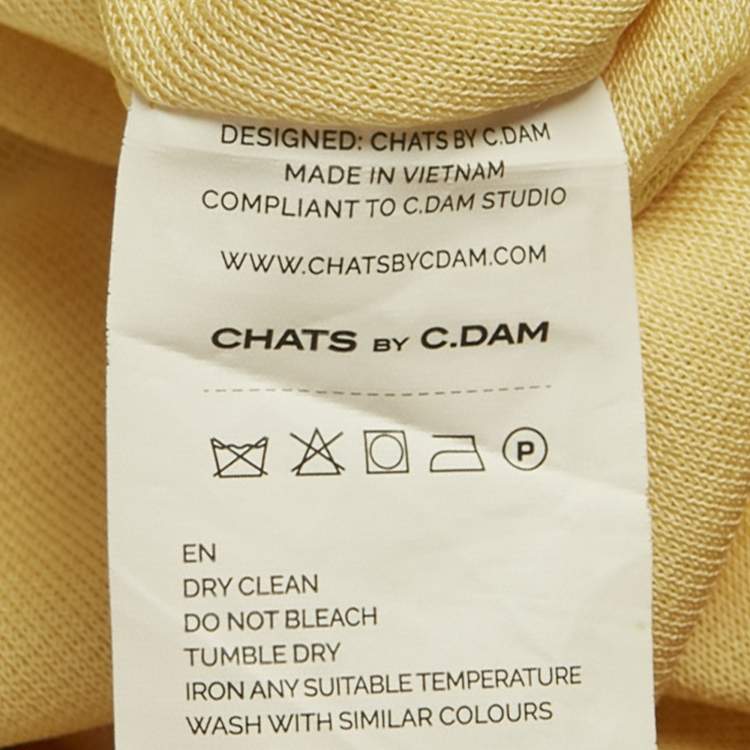 DESIGNED: CHATS BY C.DAM
MADE IN VIETNAM
COMPLIANT TO C.DAM STUDIO
WWW.CHATSBYCDAM.COM
CHATS BY C.DAM
P
EN
DRY CLEAN
DO NOT BLEACH
TUMBLE DRY
IRON ANY SUITABLE TEMPERATURE
WASH WITH SIMILAR COLOURS